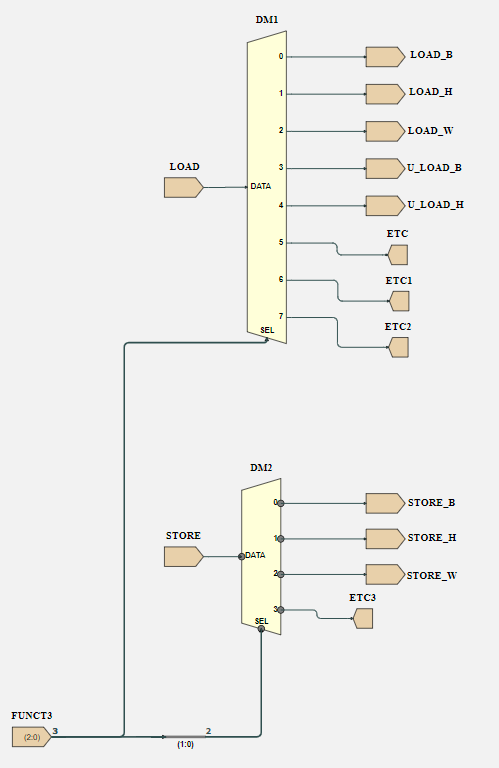 DM1
0
LOAD_B
1
LOAD_H
2
LOAD_W
LOAD
3
U_LOAD_B
DATA
4
U_LOAD_H
ETC
5
ETC1
6
ETC2
7
SEL
DM2
0
STORE_B
STORE
1
STORE_H
DATA
2
STORE_W
ETC3
3
SEL
FUNCT3
(2:0)
3
2
(1:0)